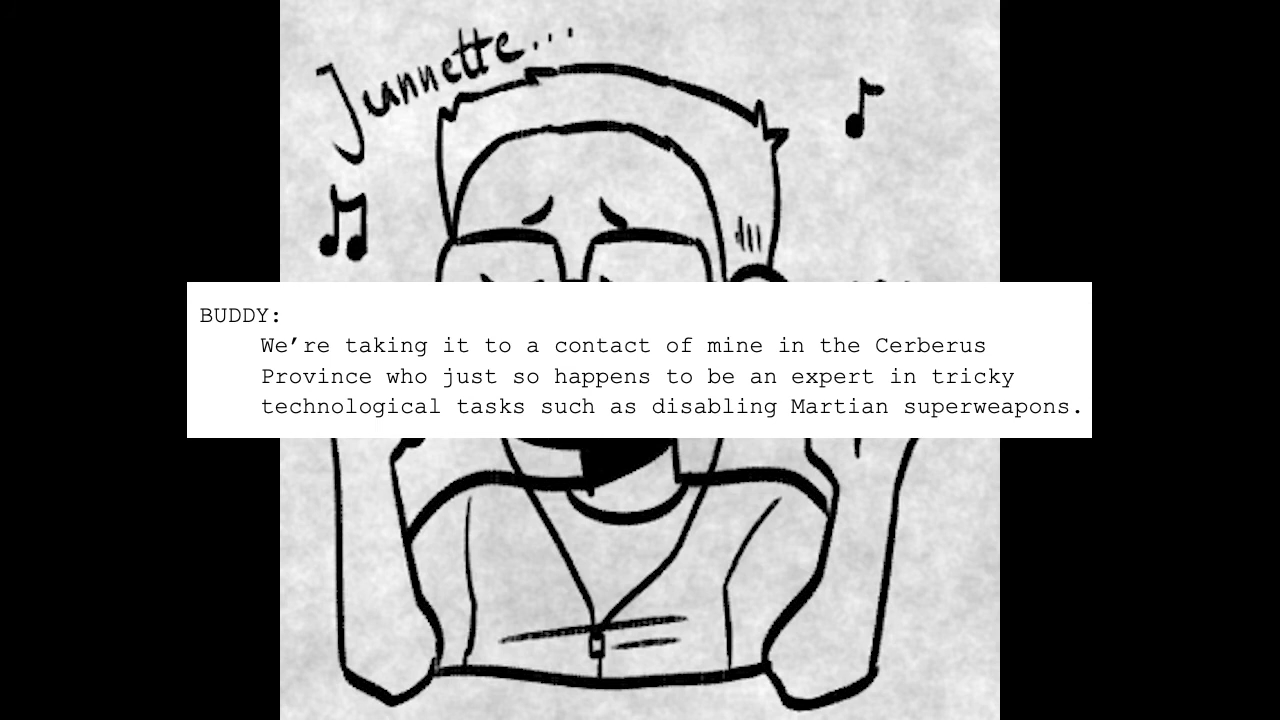 Jeannette...
BUDDY:
We’re taking it to a contact of mine in the Cerberus
Province who just so happens to be an expert in tricky
technological tasks such as disabling Martian superweapons.